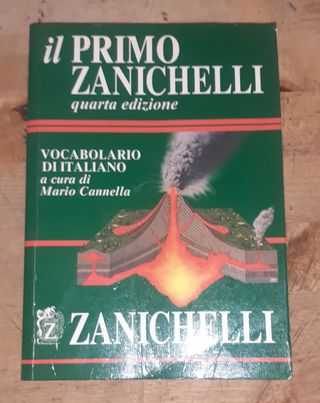 il PRIMO
ZANICHELLI
quarta edizione
VOCABOLARIO
DI ITALIANO
a cura di
Mario Cannella
Z
ZANICHELLI